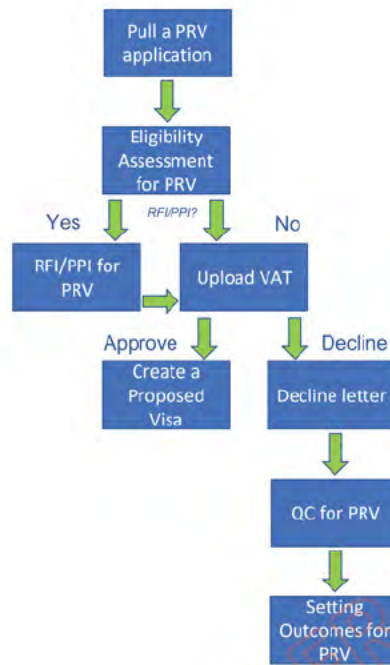 Pull a PRV
application
Eligibility
Assessment
for PRV
Yes
RFI/PPI?
No
RFI/PPI for
PRV
Upload VAT
Approve
Decline
Create a
Proposed
Visa
Decline letter
QC for PRV
Setting
Outcomes for
PRV